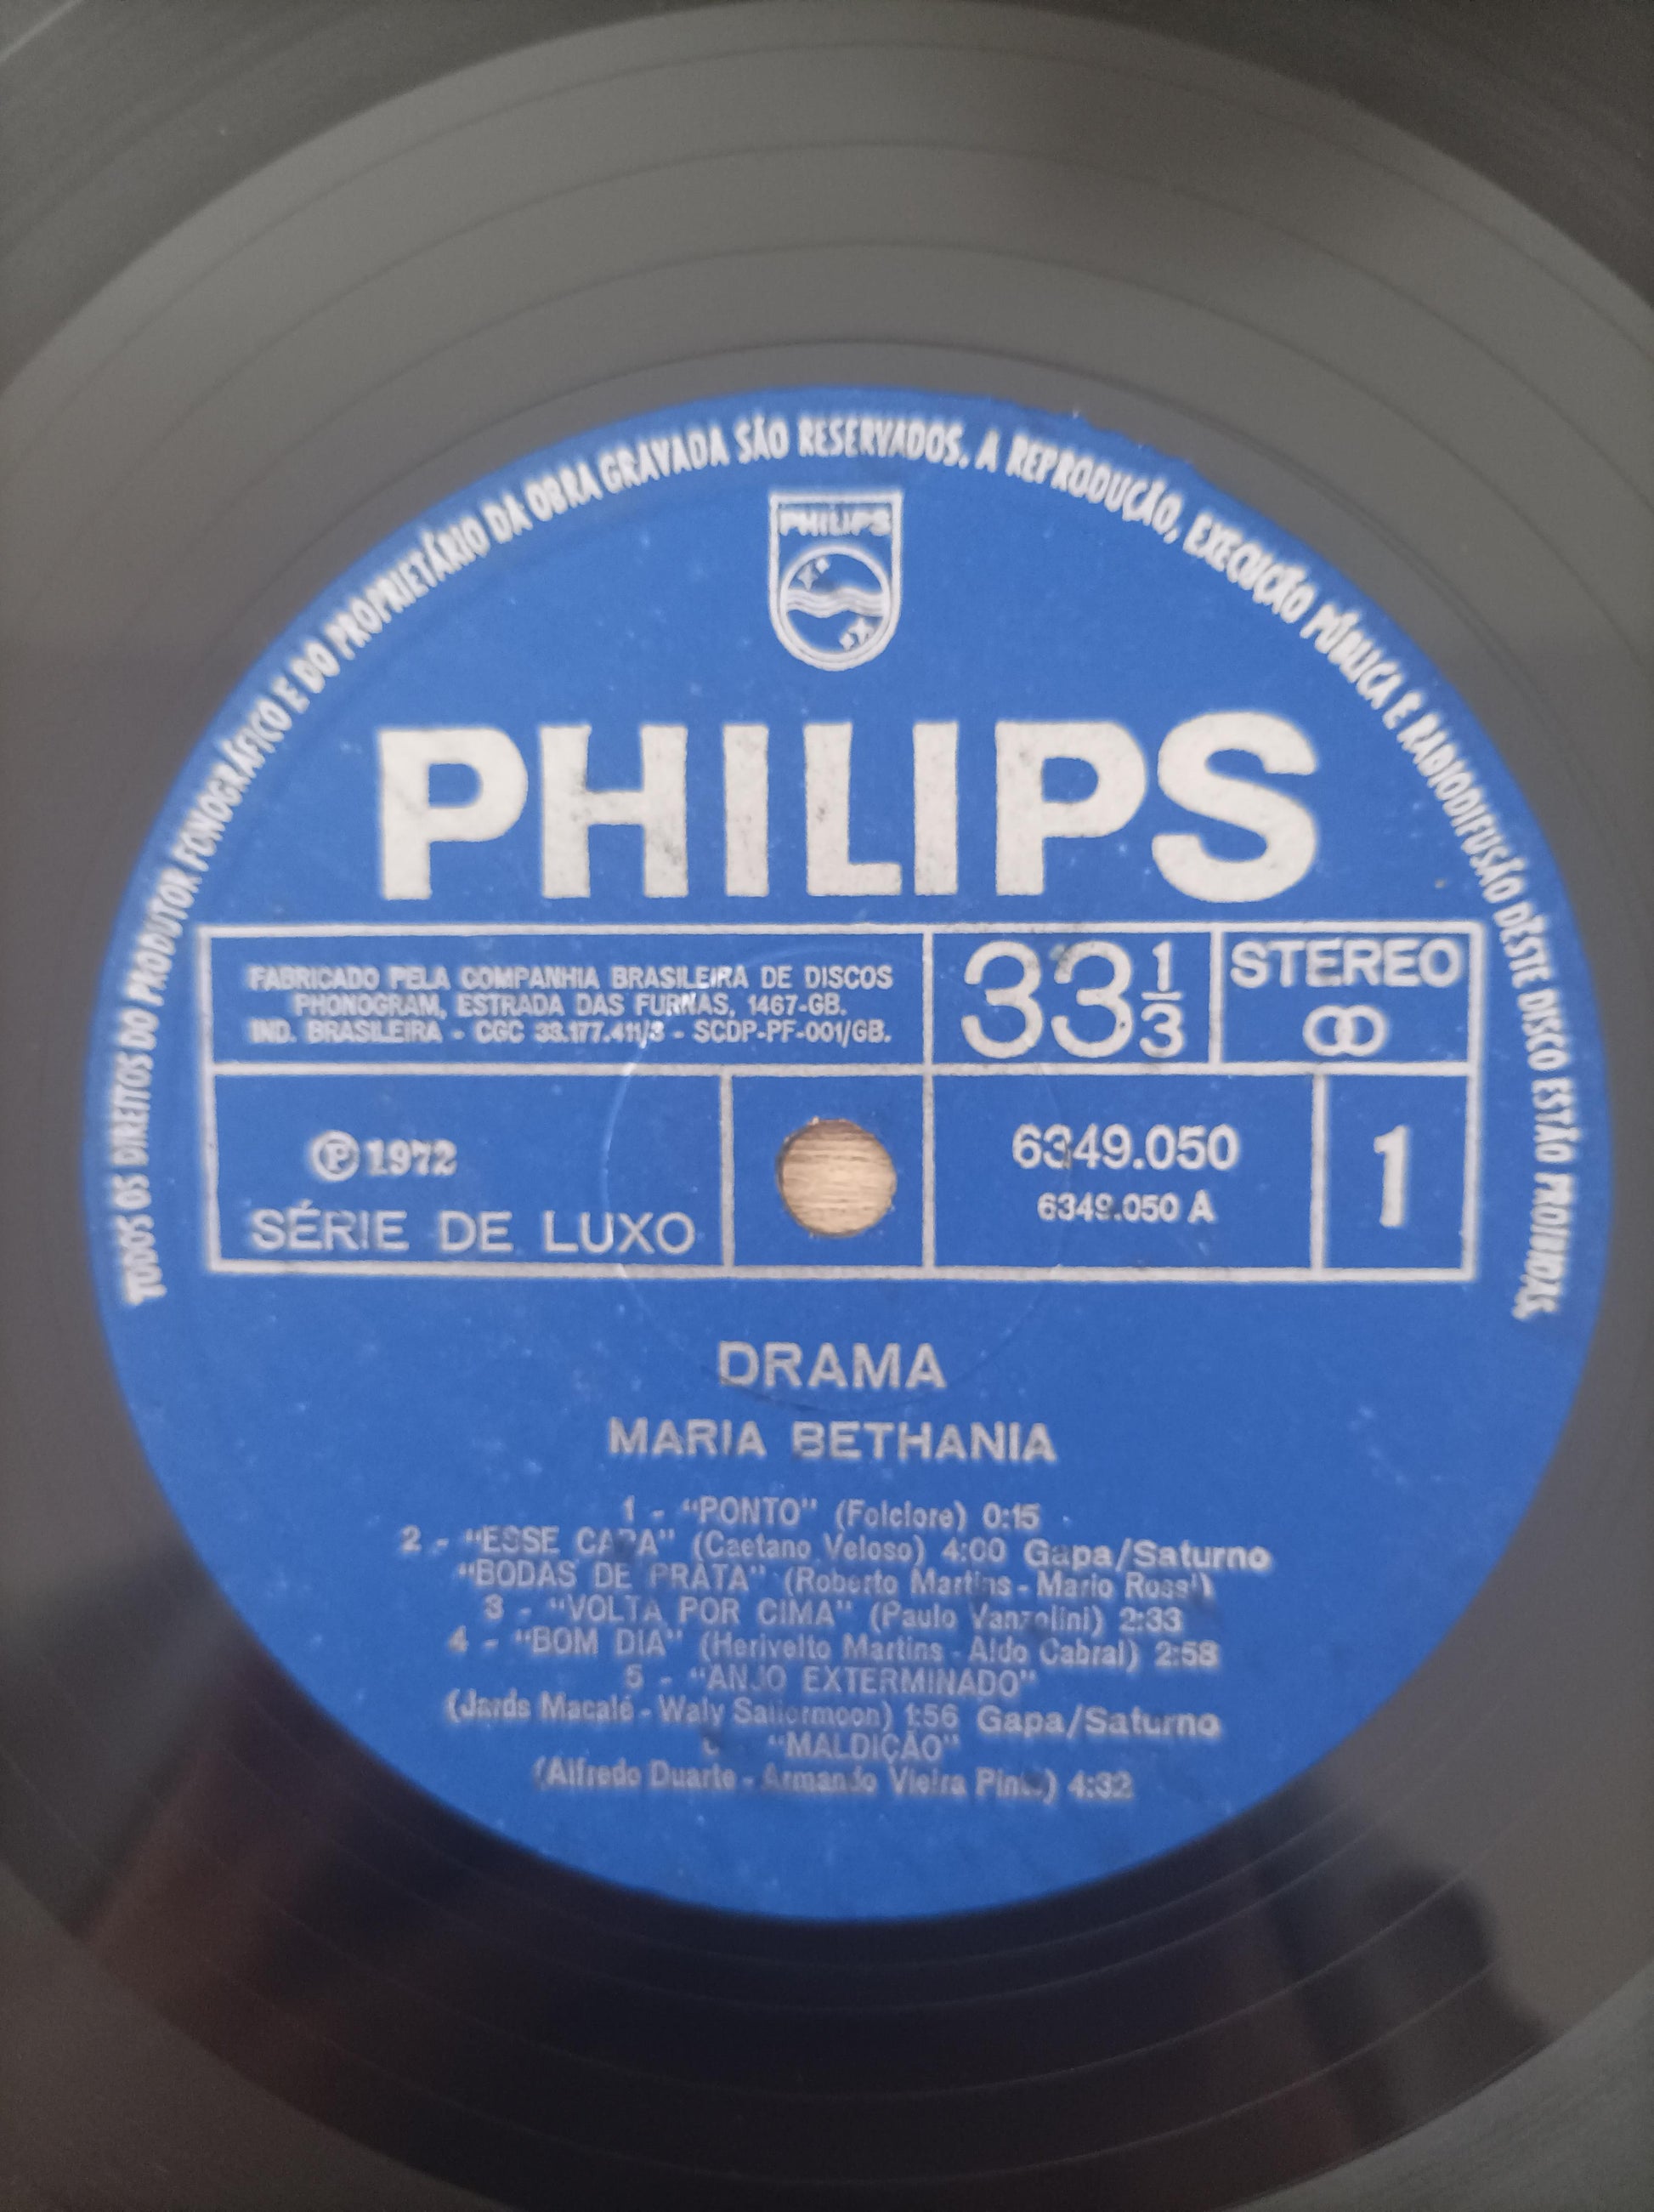 TODOS OS DIREITOS DO PRODUTOR FONOGRÁFICO E DO PROPRIETÁRIO DA OBRA GRAVADA SÃO RESERVADOS. A REPRODUÇÃO, EXECUÇÃO PÚBLICA E RADIODIFUSÃO DÊSTE DISCO ESTÃO PROIBIDAS.
PHILIPS
PHILIPS
FABRICADO PELA COMPANHIA BRASILEIRA DE DISCOS
PHONOGRAM, ESTRADA DAS FURNAS, 1467-GB.
IND. BRASILEIRA - CGC 33.177.411/3 - SCDP-PF-001/GB.
33 1/3
STEREO
Ⓟ 1972
SÉRIE DE LUXO
6349.050
6349.050 A
1
DRAMA
MARIA BETHANIA
1 - "PONTO" (Folclore) 0:15
2 - "ESSE CARA" (Caetano Veloso) 4:00 Gapa/Saturno
"BODAS DE PRATA" (Roberto Martins - Mario Rossi)
3 - "VOLTA POR CIMA" (Paulo Vanzolini) 2:33
4 - "BOM DIA" (Herivelto Martins - Aldo Cabral) 2:58
5 - "ANJO EXTERMINADO"
(Jards Macalé - Waly Sailormoon) 1:56 Gapa/Saturno
"MALDIÇÃO"
(Alfredo Duarte - Armando Vieira Pinto) 4:32